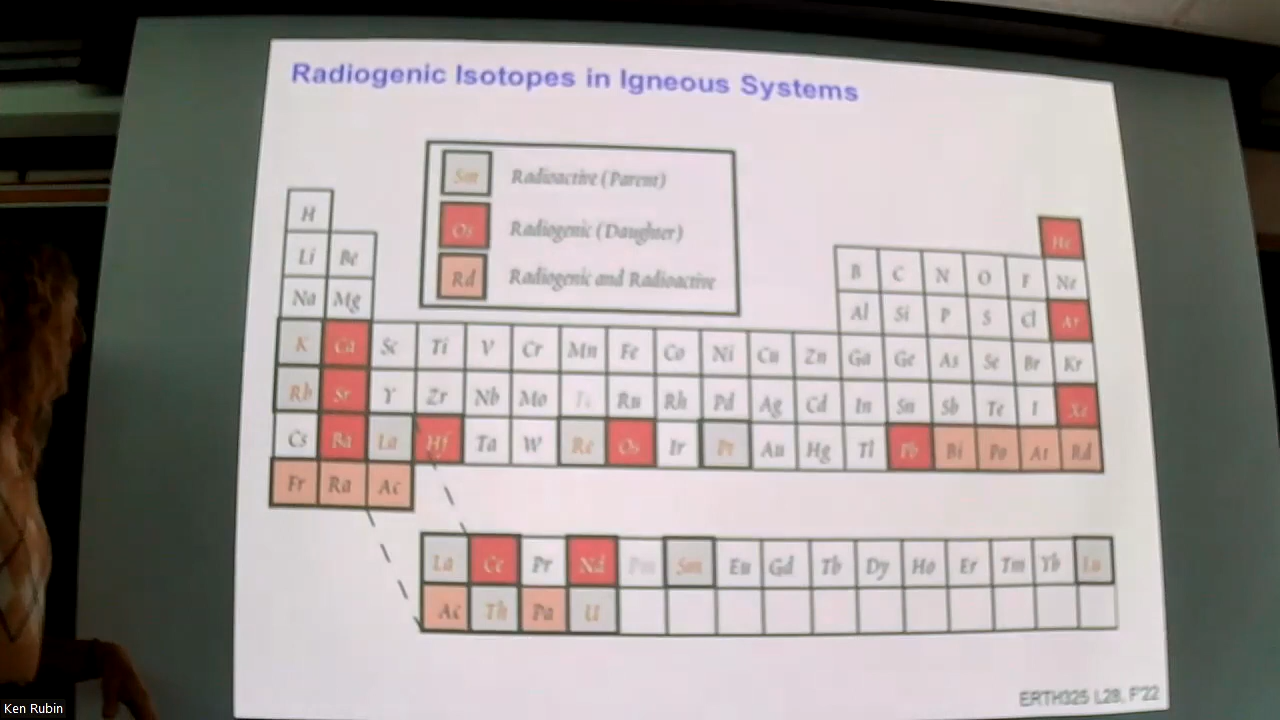 Radiogenic Isotopes in Igneous Systems
Sm Radioactive (Parent)
Os Radiogenic (Daughter)
Rd Radiogenic and Radioactive
H He
Li Be B C N O F Ne
Na Mg Al Si P S Cl Ar
K Ca Sc Ti V Cr Mn Fe Co Ni Cu Zn Ga Ge As Se Br Kr
Rb Sr Y Zr Nb Mo Tc Ru Rh Pd Ag Cd In Sn Sb Te I Xe
Cs Ba La Hf Ta W Re Os Ir Pt Au Hg Tl Pb Bi Po At Rd
Fr Ra Ac
La Ce Pr Nd Pm Sm Eu Gd Tb Dy Ho Er Tm Yb Lu
Ac Th Pa U
ERTH325 L28, F'22
Ken Rubin